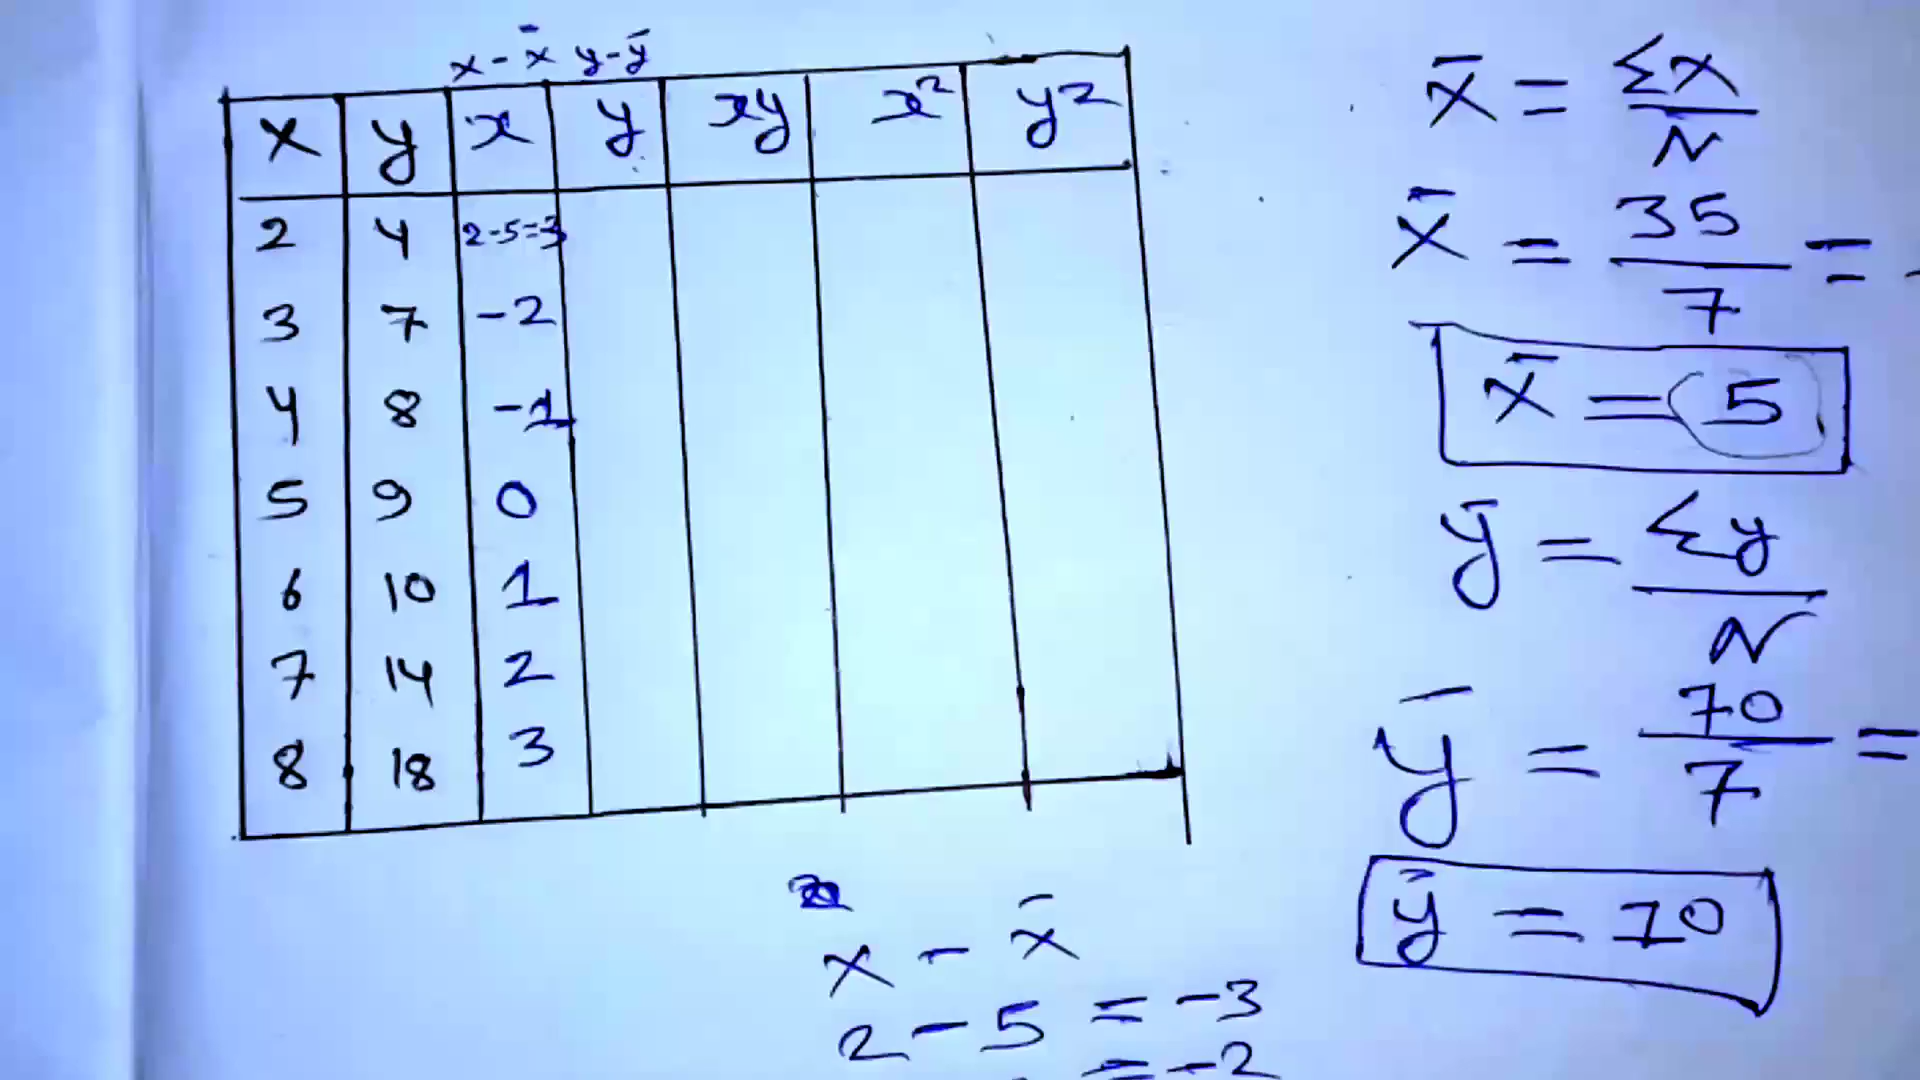 x - x̄ y - ȳ
X y x y xy x² y²
2 4 2-5=3
3 7 -2
4 8 -1
5 9 0
6 10 1
7 14 2
8 18 3
X - x̄
2 - 5 = -3
= -2
X̄ = Σx
N
X̄ = 35 =
7
X̄ = 5
ȳ = Σy
N
ȳ = 70 =
7
ȳ = 10